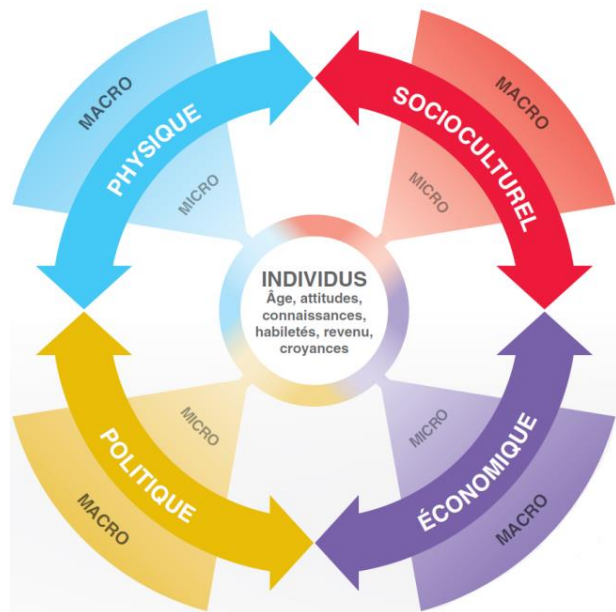 MACRO
PHYSIQUE
MICRO
MACRO
SOCIOCULTUREL
MICRO
INDIVIDUS
Âge, attitudes,
connaissances,
habiletés, revenu,
croyances
MICRO
POLITIQUE
MACRO
MICRO
ÉCONOMIQUE
MACRO